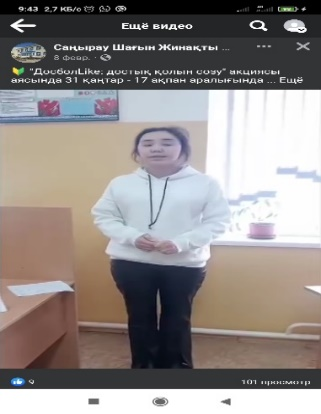 9:43 2,7 КБ/с
Ещё видео
Саңырау Шағын Жинақты ...
8 февр. ·
"ДосболLike: достық қолын созу" акциясы
аясында 31 қаңтар - 17 ақпан аралығында ... Ещё
9
101 просмотр